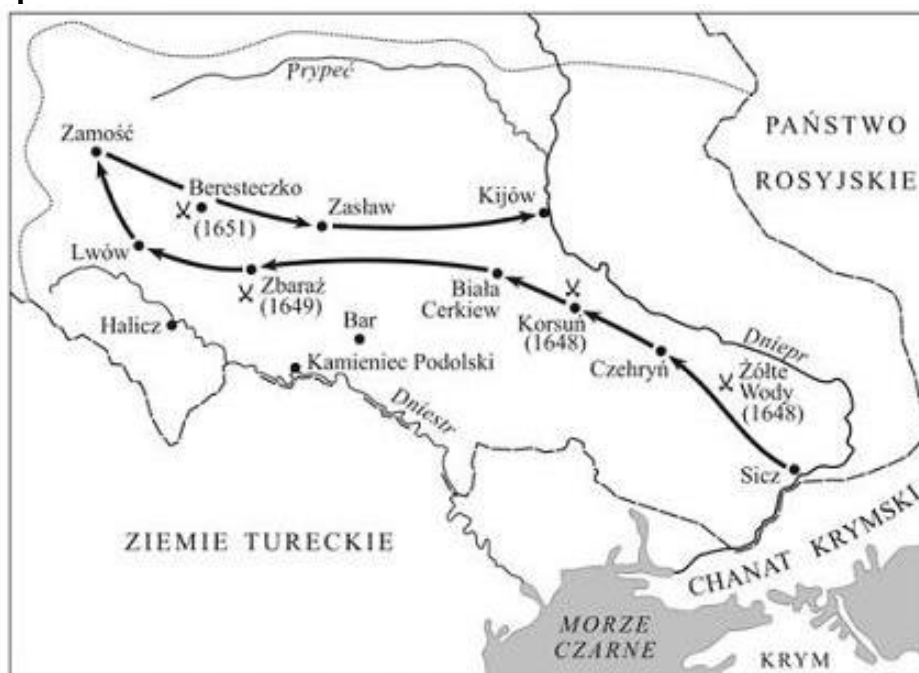 Prypeć
Zamość
PAŃSTWO
ROSYJSKIE
Beresteczko
(1651)
Zasław
Kijów
Lwów
Zbaraż
(1649)
Biała
Cerkiew
Korsuń
(1648)
Halicz
Bar
Kamieniec Podolski
Czehryń
Dniepr
Żółte
Wody
(1648)
Dniestr
Sicz
ZIEMIE TURECKIE
CHANAT KRYMSKI
MORZE
CZARNE
KRYM